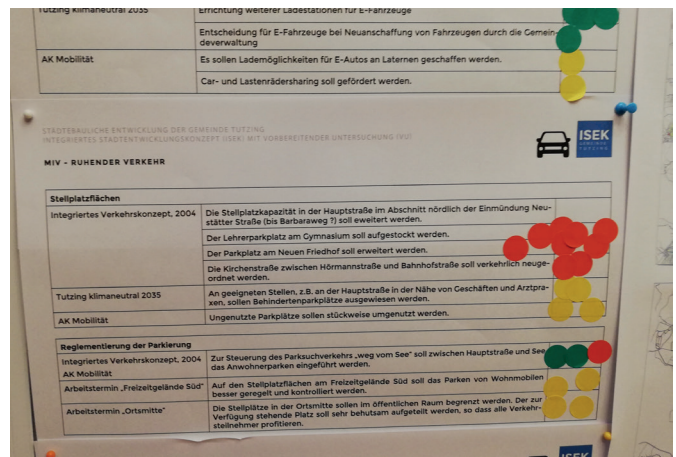 Tutzing klimaneutral 2035
Errichtung weiterer Ladestationen für E-Fahrzeuge
Entscheidung für E-Fahrzeuge bei Neuanschaffung von Fahrzeugen durch die Gemein-
deverwaltung
AK Mobilität
Es sollen Lademöglichkeiten für E-Autos an Laternen geschaffen werden.
Car- und Lastenrädersharing soll gefördert werden.
STÄDTEBAULICHE ENTWICKLUNG DER GEMEINDE TUTZING
INTEGRIERTES STADTENTWICKLUNGSKONZEPT (ISEK) MIT VORBEREITENDER UNTERSUCHUNG (VU)
ISEK
GEMEINDE
TUTZING
MIV - RUHENDER VERKEHR
Stellplatzflächen
Integriertes Verkehrskonzept, 2004
Die Stellplatzkapazität in der Hauptstraße im Abschnitt nördlich der Einmündung Neu-
stätter Straße (bis Barbaraweg ?) soll eweitert werden.
Der Lehrerparkplatz am Gymnasium soll aufgestockt werden.
Der Parkplatz am Neuen Friedhof soll erweitert werden.
Die Kirchenstraße zwischen Hörmannstraße und Bahnhofstraße soll verkehrlich neuge-
ordnet werden.
Tutzing klimaneutral 2035
An geeigneten Stellen, z.B. an der Hauptstraße in der Nähe von Geschäften und Arztpra-
xen, sollen Behindertenparkplätze ausgewiesen werden.
AK Mobilität
Ungenutzte Parkplätze sollen stückweise umgenutzt werden.
Reglementierung der Parkierung
Integriertes Verkehrskonzept, 2004
AK Mobilität
Zur Steuerung des Parksuchverkehrs „weg vom See" soll zwischen Hauptstraße und See
das Anwohnerparken eingeführt werden.
Arbeitstermin „Freizeitgelände Süd"
Auf den Stellplatzflächen am Freizeitgelände Süd soll das Parken von Wohnmobilen
besser geregelt und kontrolliert werden.
Arbeitstermin „Ortsmitte"
Die Stellplätze in der Ortsmitte sollen im öffentlichen Raum begrenzt werden. Der zur
Verfügung stehende Platz soll sehr behutsam aufgeteilt werden, so dass alle Verkehr-
steilnehmer profitieren.
ISEK